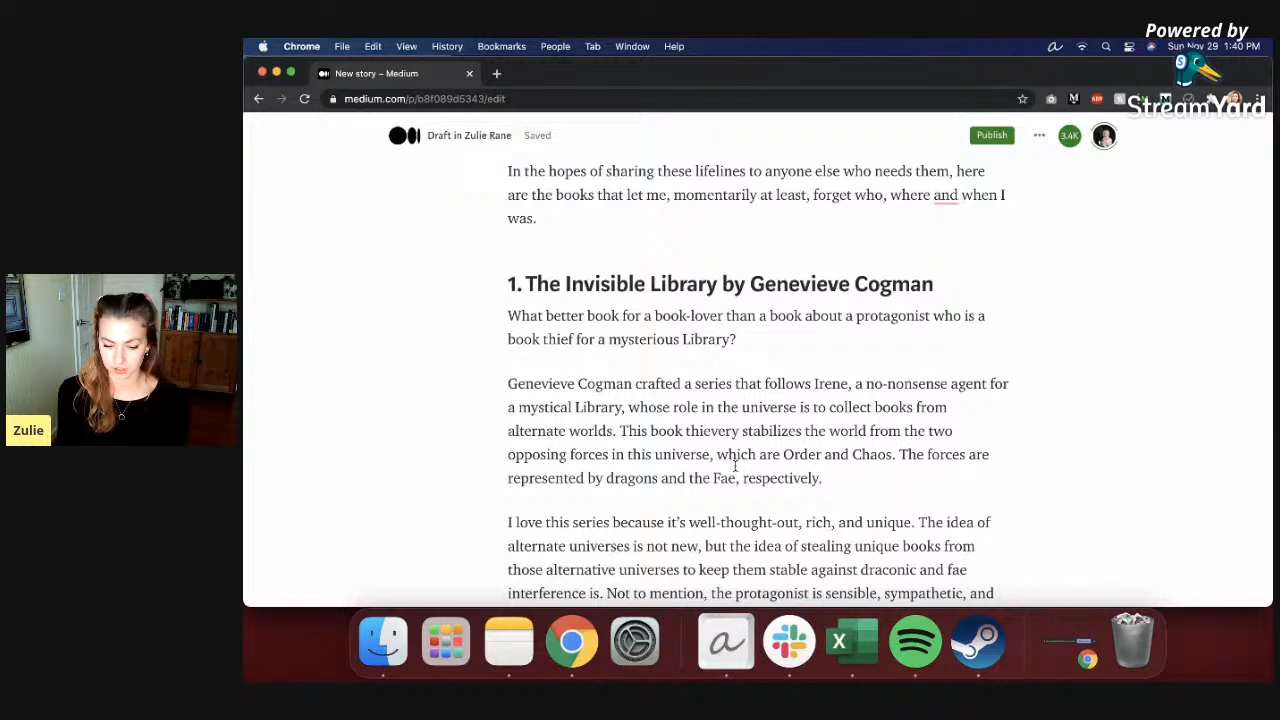 Powered by
StreamYard
Chrome File Edit View History Bookmarks People Tab Window Help
Sun Nov 29 1:40 PM
New story – Medium
medium.com/p/b8f089d6343/edit
Draft in Zulie Rane Saved
Publish
3.4K
In the hopes of sharing these lifelines to anyone else who needs them, here
are the books that let me, momentarily at least, forget who, where and when I
was.
1. The Invisible Library by Genevieve Cogman
What better book for a book-lover than a book about a protagonist who is a
book thief for a mysterious Library?
Genevieve Cogman crafted a series that follows Irene, a no-nonsense agent for
a mystical Library, whose role in the universe is to collect books from
alternate worlds. This book thievery stabilizes the world from the two
opposing forces in this universe, which are Order and Chaos. The forces are
represented by dragons and the Fae, respectively.
I love this series because it's well-thought-out, rich, and unique. The idea of
alternate universes is not new, but the idea of stealing unique books from
those alternative universes to keep them stable against draconic and fae
interference is. Not to mention, the protagonist is sensible, sympathetic, and
Zulie